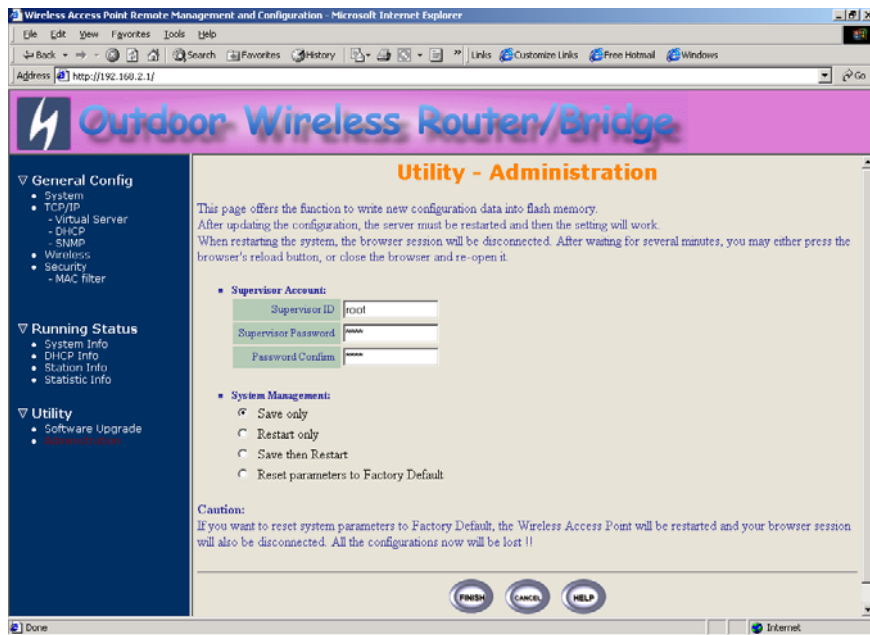 Wireless Access Point Remote Management and Configuration - Microsoft Internet Explorer
File Edit View Favorites Tools Help
Back Search Favorites History » Links Customize Links Free Hotmail Windows
Address http://192.168.2.1/ Go
Outdoor Wireless Router/Bridge
General Config
System
TCP/IP
- Virtual Server
- DHCP
- SNMP
Wireless
Security
- MAC filter
Running Status
System Info
DHCP Info
Station Info
Statistic Info
Utility
Software Upgrade
Administration
Utility - Administration
This page offers the function to write new configuration data into flash memory.
After updating the configuration, the server must be restarted and then the setting will work.
When restarting the system, the browser session will be disconnected. After waiting for several minutes, you may either press the
browser's reload button, or close the browser and re-open it.
Supervisor Account:
Supervisor ID root
Supervisor Password ****
Password Confirm ****
System Management:
Save only
Restart only
Save then Restart
Reset parameters to Factory Default
Caution:
If you want to reset system parameters to Factory Default, the Wireless Access Point will be restarted and your browser session
will also be disconnected. All the configurations now will be lost !!
FINISH CANCEL HELP
Done Internet